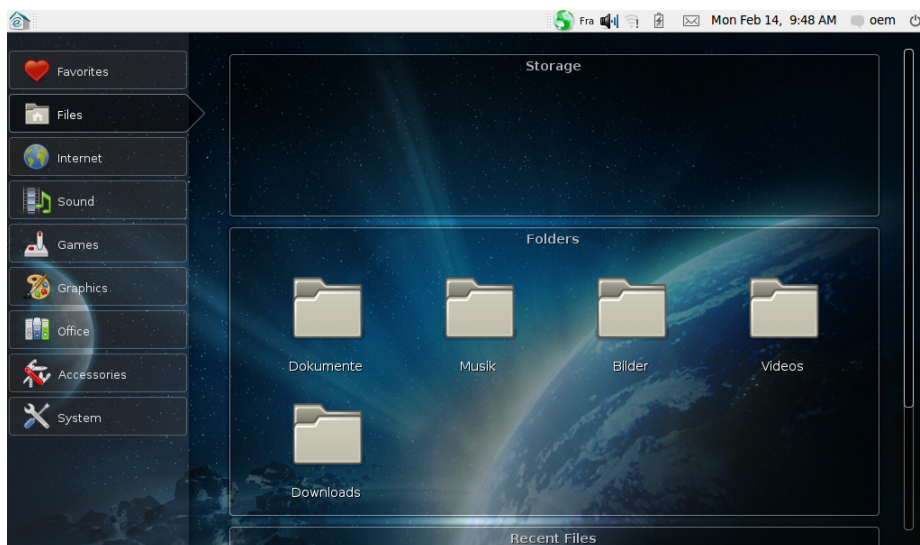 Fra Mon Feb 14, 9:48 AM oem
Favorites
Files
Internet
Sound
Games
Graphics
Office
Accessories
System
Storage
Folders
Dokumente Musik Bilder Videos
Downloads
Recent Files